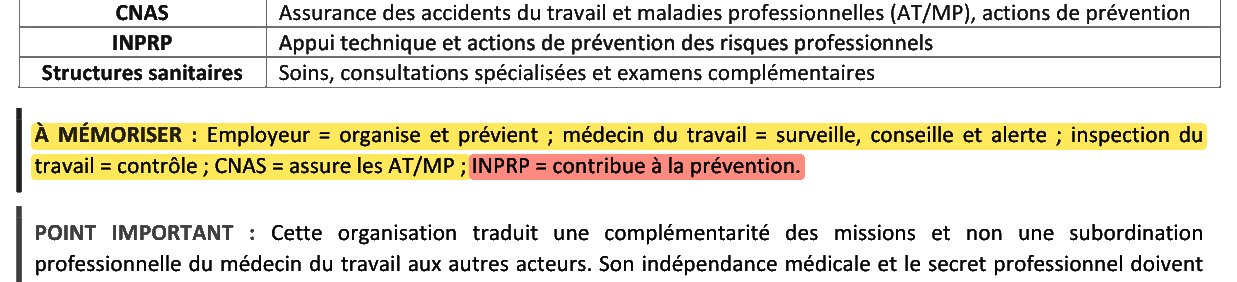 CNAS Assurance des accidents du travail et maladies professionnelles (AT/MP), actions de prévention
INPRP Appui technique et actions de prévention des risques professionnels
Structures sanitaires Soins, consultations spécialisées et examens complémentaires
À MÉMORISER : Employeur = organise et prévient ; médecin du travail = surveille, conseille et alerte ; inspection du
travail = contrôle ; CNAS = assure les AT/MP ; INPRP = contribue à la prévention.
POINT IMPORTANT : Cette organisation traduit une complémentarité des missions et non une subordination
professionnelle du médecin du travail aux autres acteurs. Son indépendance médicale et le secret professionnel doivent